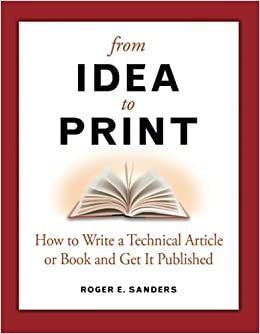 from
IDEA
to
PRINT
How to Write a Technical Article
or Book and Get It Published
ROGER E. SANDERS